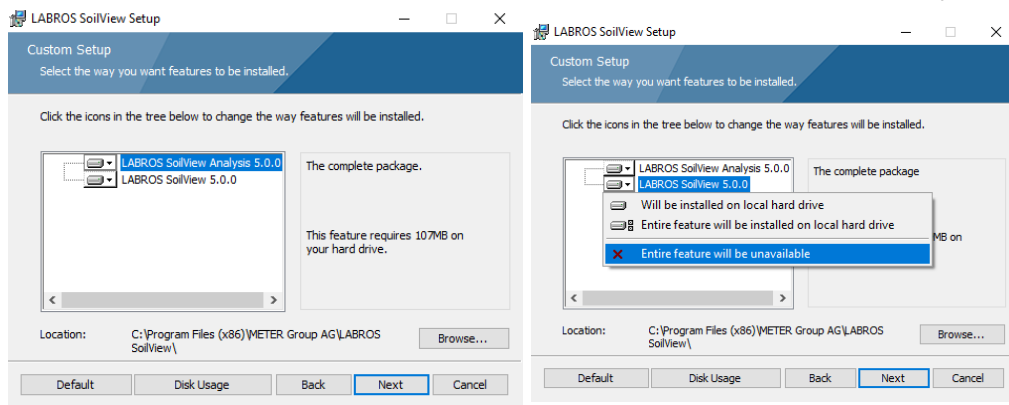 LABROS SoilView Setup
Custom Setup
Select the way you want features to be installed.
Click the icons in the tree below to change the way features will be installed.
LABROS SoilView Analysis 5.0.0
LABROS SoilView 5.0.0
The complete package.
This feature requires 107MB on
your hard drive.
Location:
C:\Program Files (x86)\METER Group AG\LABROS
SoilView\
Browse...
Default
Disk Usage
Back
Next
Cancel
LABROS SoilView Setup
Custom Setup
Select the way you want features to be installed.
Click the icons in the tree below to change the way features will be installed.
LABROS SoilView Analysis 5.0.0
LABROS SoilView 5.0.0
The complete package
Will be installed on local hard drive
Entire feature will be installed on local hard drive
Entire feature will be unavailable
MB on
Location:
C:\Program Files (x86)\METER Group AG\LABROS
SoilView\
Browse...
Default
Disk Usage
Back
Next
Cancel